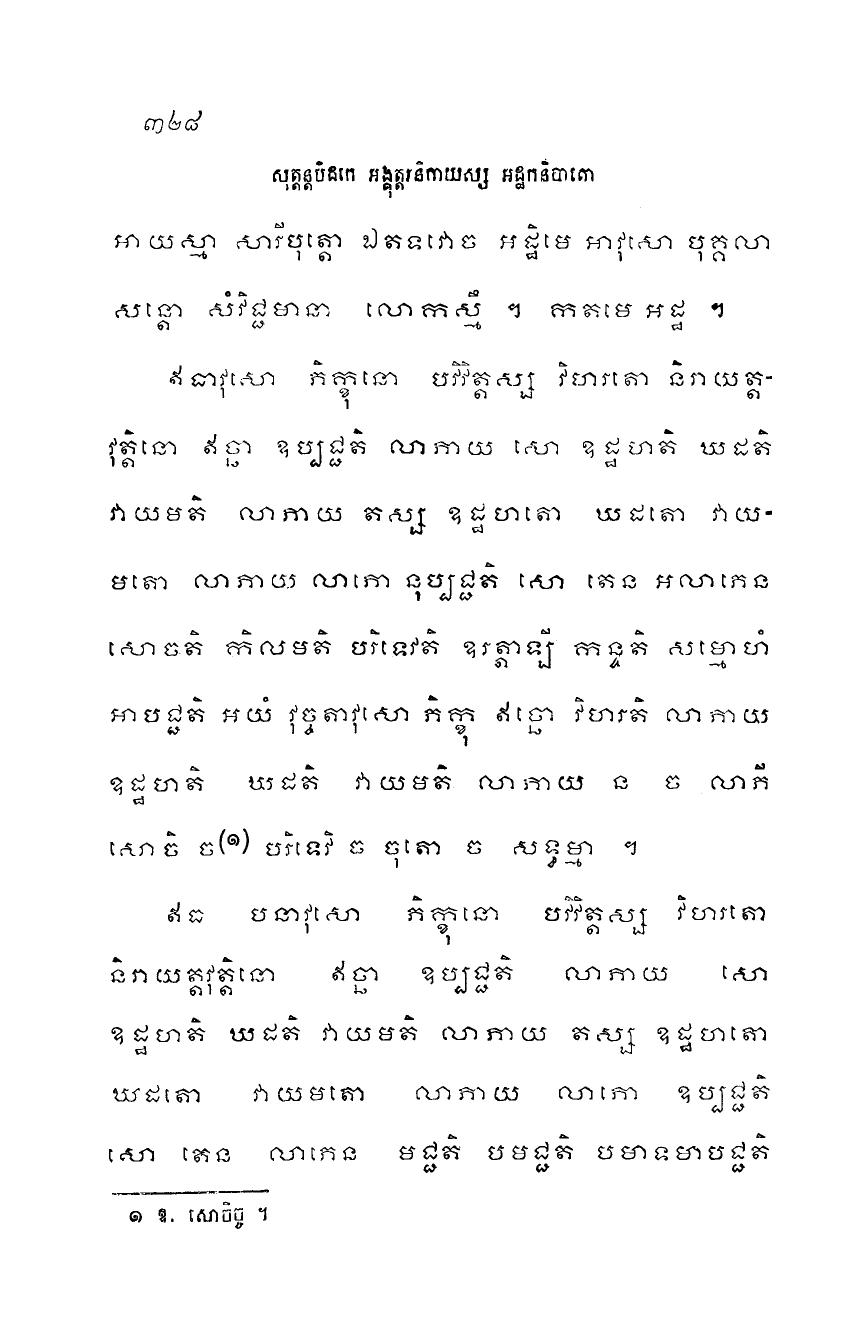 ៣២៨
សុត្តន្តបិដកេ អង្គុត្តរនិកាយស្ស អដ្ឋកនិបាតោ
អាយស្មា សារីបុត្តោ ឯតទវោច អដ្ឋិមេ អាវុសោ បុគ្គលា
សន្តោ សំវិជ្ជមានា លោកស្មឹ ។ កតមេ អដ្ឋ ។
ឥធាវុសោ ភិក្ខុនោ បវិវិត្តស្ស វិហរតោ និរាយត្ត-
វុត្តិនោ ឥច្ឆា ឧប្បជ្ជតិ លាភាយ សោ ឧដ្ឋហតិ ឃដតិ
វាយមតិ លាភាយ តស្ស ឧដ្ឋហតោ ឃដតោ វាយ-
មតោ លាភាយ លាភោ នុប្បជ្ជតិ សោ តេន អលាភេន
សោចតិ កិលមតិ បរិទេវតិ ឧរត្តាឡឹ កន្ទតិ សម្មោហំ
អាបជ្ជតិ អយំ វុច្ចតាវុសោ ភិក្ខុ ឥច្ឆោ វិហរតិ លាភាយ
ឧដ្ឋហតិ ឃដតិ វាយមតិ លាភាយ ន ច លាភី
សោចិ ច(១) បរិទេវិ ច ចុតោ ច សទ្ធម្មា ។
ឥធ បនាវុសោ ភិក្ខុនោ បវិវិត្តស្ស វិហរតោ
និរាយត្តវុត្តិនោ ឥច្ឆា ឧប្បជ្ជតិ លាភាយ សោ
ឧដ្ឋហតិ ឃដតិ វាយមតិ លាភាយ តស្ស ឧដ្ឋហតោ
ឃដតោ វាយមតោ លាភាយ លាភោ ឧប្បជ្ជតិ
សោ តេន លាភេន មជ្ជតិ បមជ្ជតិ បមាទមាបជ្ជតិ
១ ឱ. សោចិច្ច ។